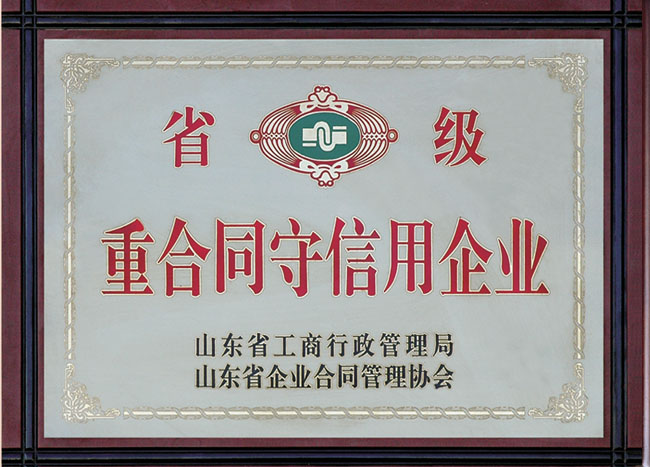 省 级
重合同守信用企业
山东省工商行政管理局
山东省企业合同管理协会